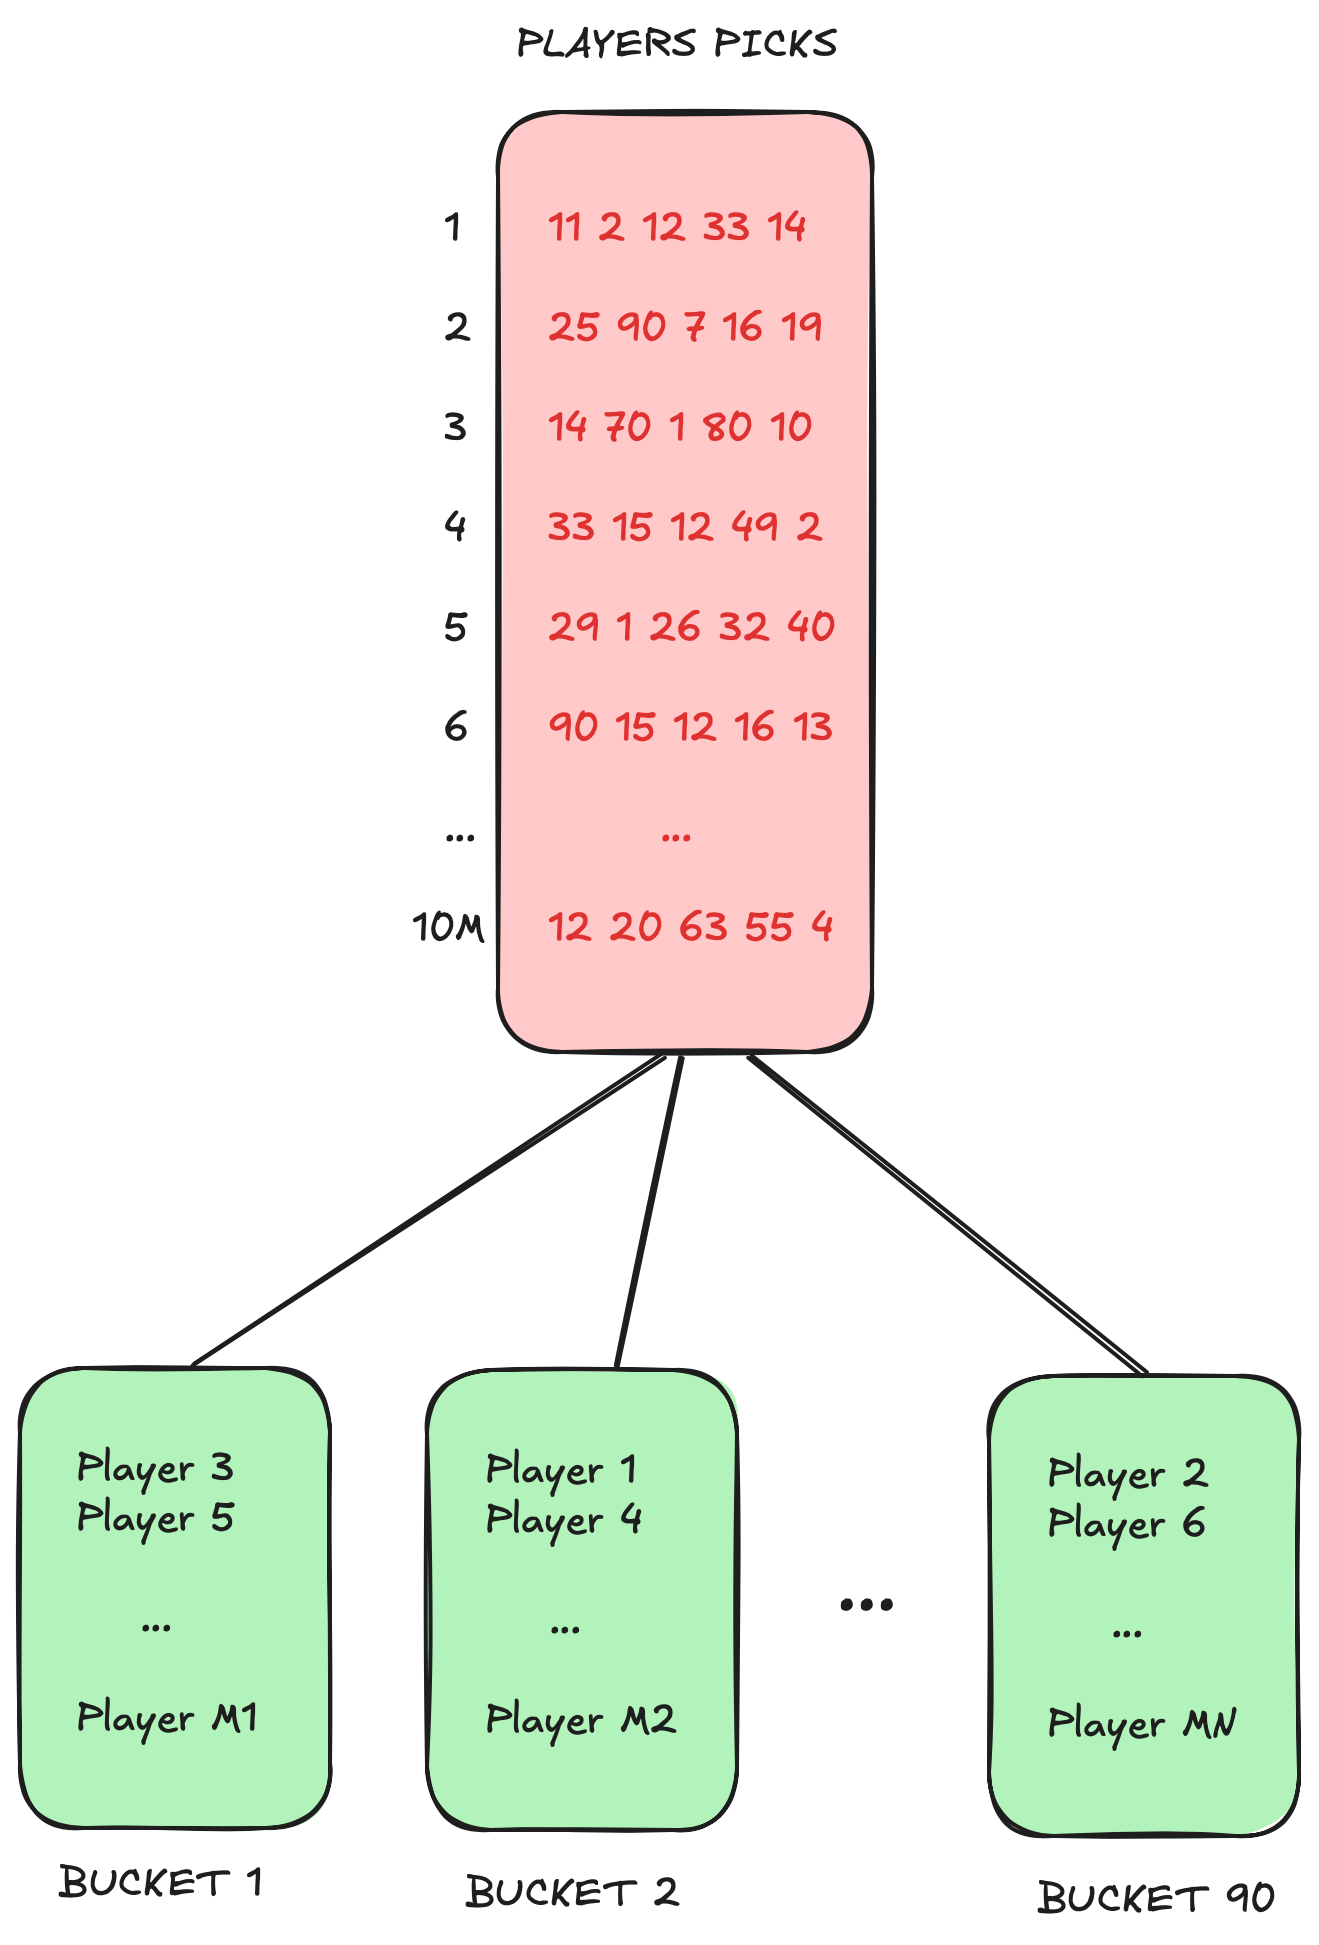 PLAYERS PICKS
1 11 2 12 33 14
2 25 90 7 16 19
3 14 70 1 80 10
4 33 15 12 49 2
5 29 1 26 32 40
6 90 15 12 16 13
... ...
10M 12 20 63 55 4
Player 3
Player 5
...
Player M1
BUCKET 1
Player 1
Player 4
...
Player M2
BUCKET 2
...
Player 2
Player 6
...
Player MN
BUCKET 90